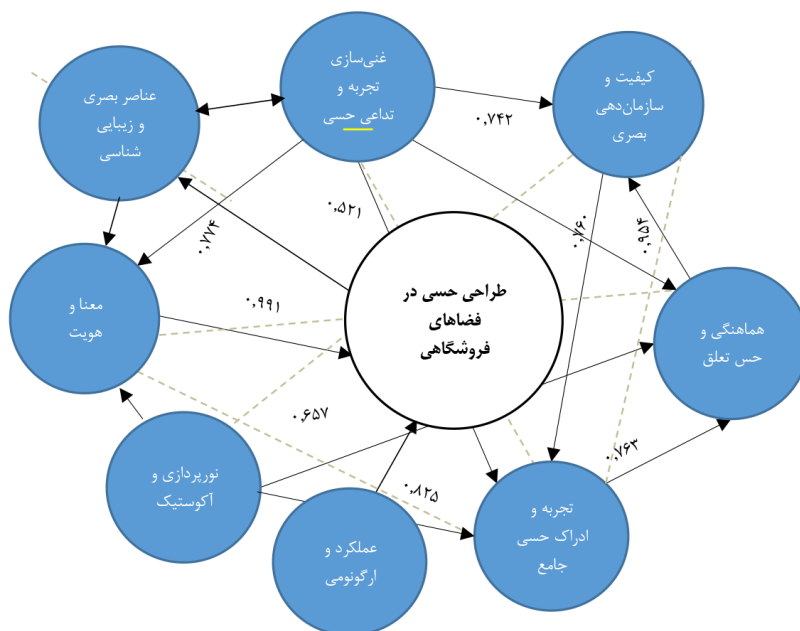 غنی‌سازی
تجربه و
تداعی حسی
کیفیت و
سازمان‌دهی
بصری
عناصر بصری
و زیبایی
شناسی
۰,۷۴۲
۰,۵۲۱
۰,۷۷۴
۰,۷۶۰
۰,۹۵۴
طراحی حسی در
فضاهای
فروشگاهی
معنا و
هویت
۰,۹۹۱
هماهنگی و
حس تعلق
۰,۶۵۷
۰,۷۶۳
نورپردازی و
آکوستیک
۰,۸۲۵
تجربه و
ادراک حسی
جامع
عملکرد و
ارگونومی